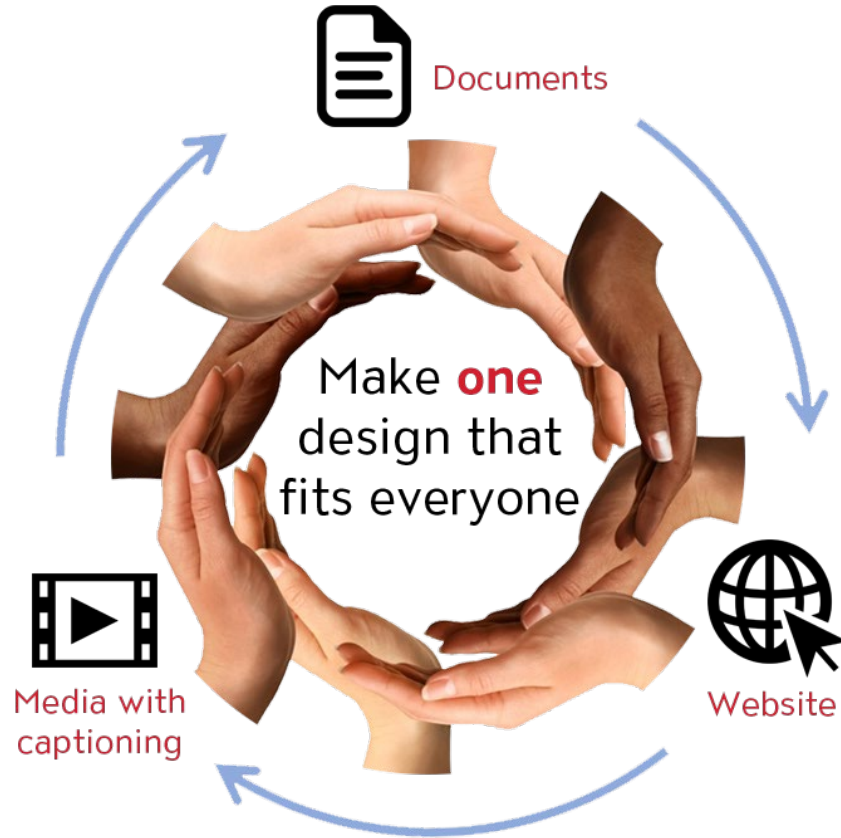 Documents
Make one
design that
fits everyone
Website
Media with
captioning